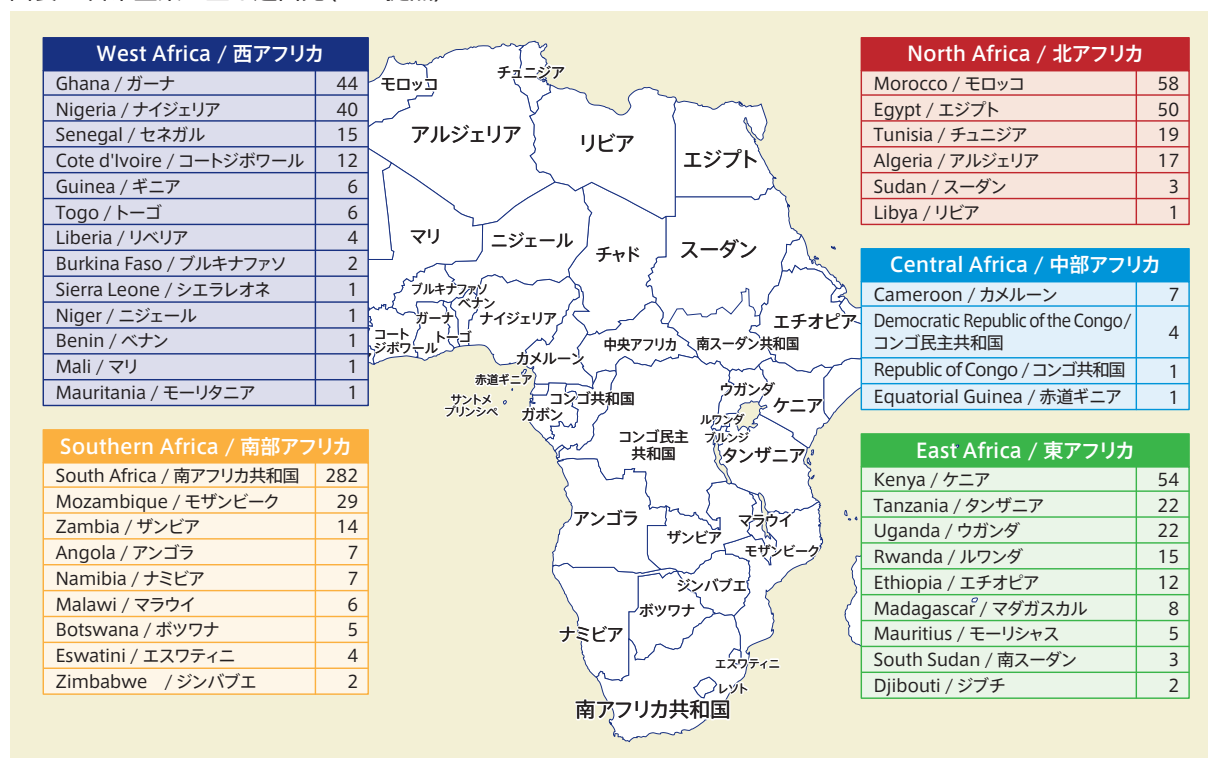 West Africa / 西アフリカ
Ghana / ガーナ 44
Nigeria / ナイジェリア 40
Senegal / セネガル 15
Cote d'Ivoire / コートジボワール 12
Guinea / ギニア 6
Togo / トーゴ 6
Liberia / リベリア 4
Burkina Faso / ブルキナファソ 2
Sierra Leone / シエラレオネ 1
Niger / ニジェール 1
Benin / ベナン 1
Mali / マリ 1
Mauritania / モーリタニア 1
Southern Africa / 南部アフリカ
South Africa / 南アフリカ共和国 282
Mozambique / モザンビーク 29
Zambia / ザンビア 14
Angola / アンゴラ 7
Namibia / ナミビア 7
Malawi / マラウイ 6
Botswana / ボツワナ 5
Eswatini / エスワティニ 4
Zimbabwe / ジンバブエ 2
モロッコ
チュニジア
アルジェリア
リビア
エジプト
マリ
ニジェール
チャド
スーダン
ブルキナファソ
ベナン
ガーナ
ナイジェリア
エチオピア
コート
ジボワール
トーゴ
中央アフリカ
南スーダン共和国
カメルーン
赤道ギニア
サントメ
プリンシペ
コンゴ共和国
ガボン
ウガンダ
ケニア
ルワンダ
ブルンジ
コンゴ民主
共和国
タンザニア
アンゴラ
マラウイ
ザンビア
モザンビーク
ジンバブエ
ボツワナ
ナミビア
エスワティニ
レソト
南アフリカ共和国
North Africa / 北アフリカ
Morocco / モロッコ 58
Egypt / エジプト 50
Tunisia / チュニジア 19
Algeria / アルジェリア 17
Sudan / スーダン 3
Libya / リビア 1
Central Africa / 中部アフリカ
Cameroon / カメルーン 7
Democratic Republic of the Congo /
コンゴ民主共和国 4
Republic of Congo / コンゴ共和国 1
Equatorial Guinea / 赤道ギニア 1
East Africa / 東アフリカ
Kenya / ケニア 54
Tanzania / タンザニア 22
Uganda / ウガンダ 22
Rwanda / ルワンダ 15
Ethiopia / エチオピア 12
Madagascar / マダガスカル 8
Mauritius / モーリシャス 5
South Sudan / 南スーダン 3
Djibouti / ジブチ 2